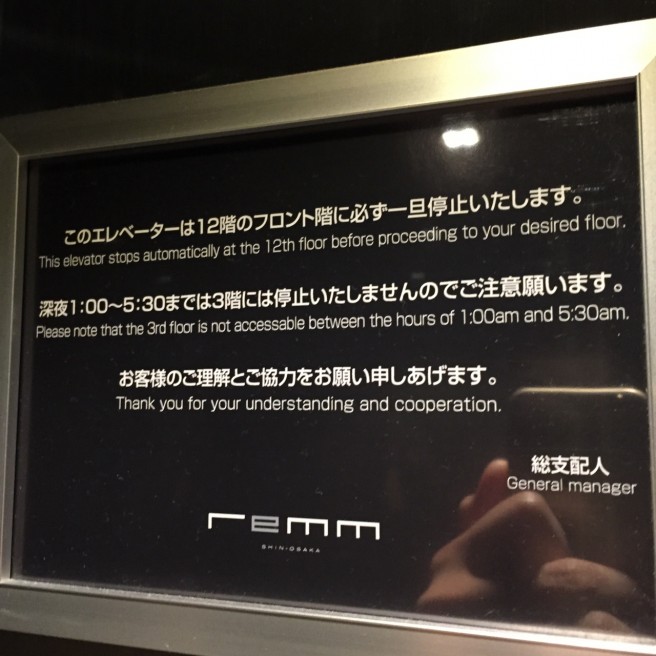 このエレベーターは12階のフロント階に必ず一旦停止いたします。
This elevator stops automatically at the 12th floor before proceeding to your desired floor.
深夜1:00～5:30までは3階には停止いたしませんのでご注意願います。
Please note that the 3rd floor is not accessable between the hours of 1:00am and 5:30am.
お客様のご理解とご協力をお願い申しあげます。
Thank you for your understanding and cooperation.
総支配人
General manager
remm
SHIN-OSAKA